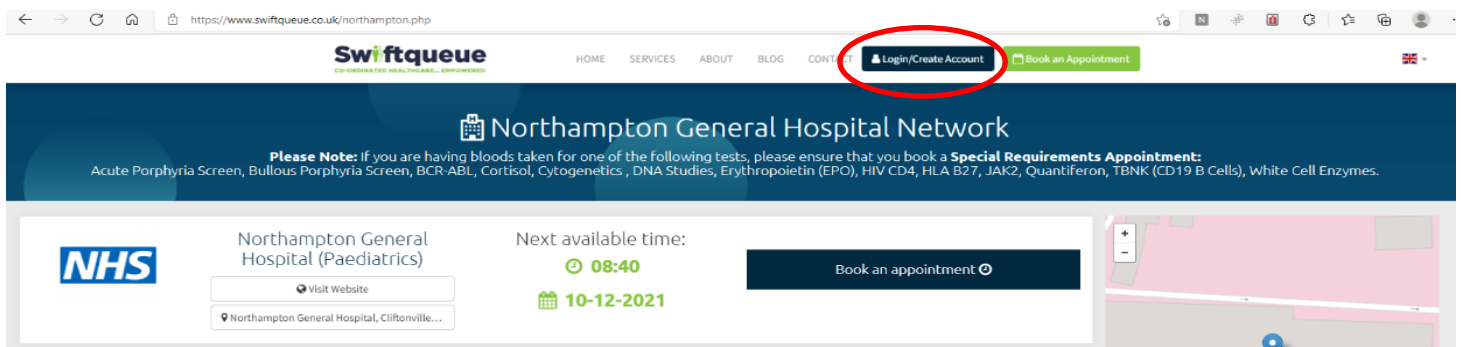 https://www.swiftqueue.co.uk/northampton.php
Swiftqueue
CO-ORDINATED HEALTHCARE... EMPOWERED
HOME SERVICES ABOUT BLOG CONTACT Login/Create Account Book an Appointment
Northampton General Hospital Network
Please Note: If you are having bloods taken for one of the following tests, please ensure that you book a Special Requirements Appointment:
Acute Porphyria Screen, Bullous Porphyria Screen, BCR-ABL, Cortisol, Cytogenetics , DNA Studies, Erythropoietin (EPO), HIV CD4, HLA B27, JAK2, Quantiferon, TBNK (CD19 B Cells), White Cell Enzymes.
NHS
Northampton General
Hospital (Paediatrics)
Visit Website
Northampton General Hospital, Cliftonville...
Next available time:
08:40
10-12-2021
Book an appointment
+
-